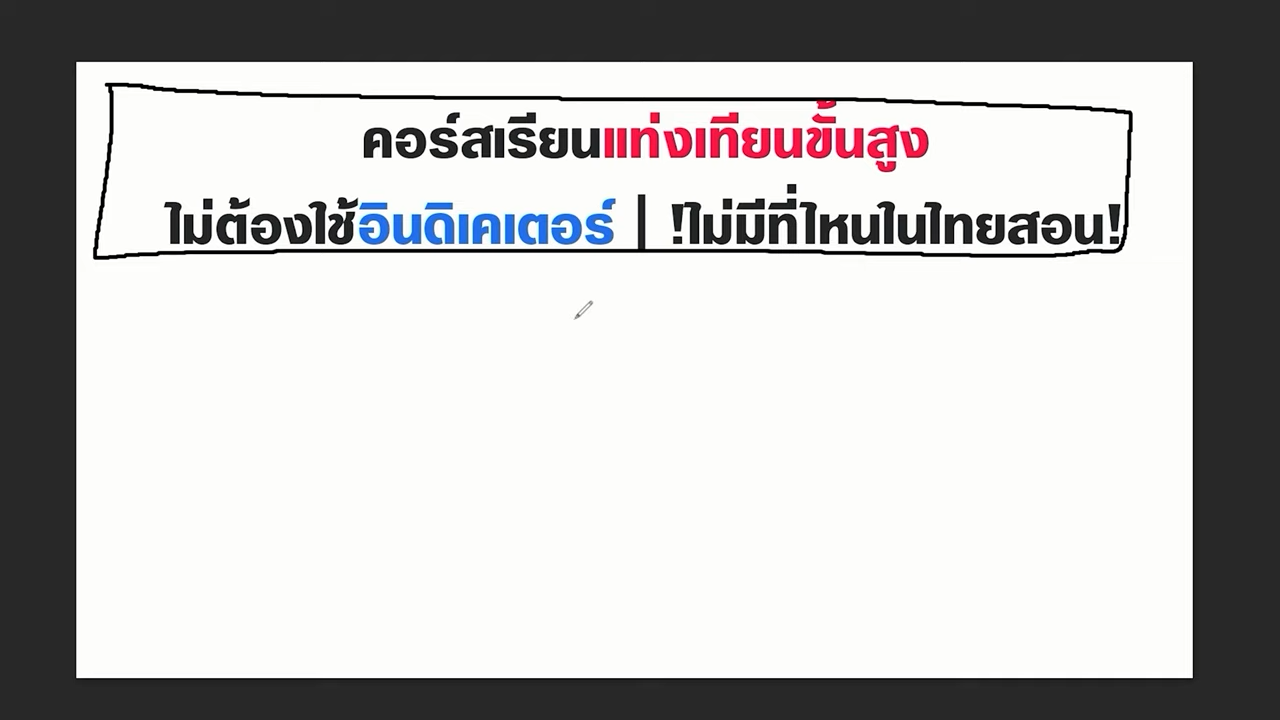 คอร์สเรียนแท่งเทียนขั้นสูง
ไม่ต้องใช้อินดิเคเตอร์ | !ไม่มีที่ไหนในไทยสอน!